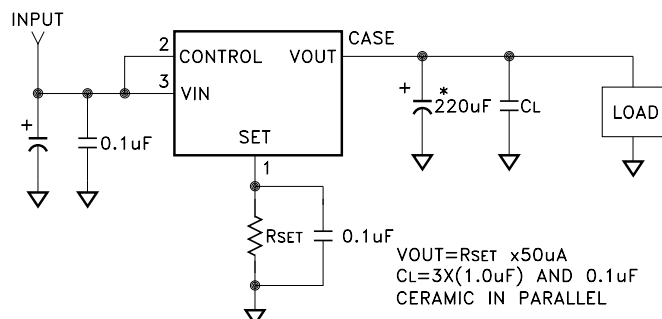 INPUT
CASE
2
CONTROL
VOUT
3
VIN
+
0.1uF
SET
1
+
*
220uF
CL
LOAD
RSET
0.1uF
VOUT=RSET x50uA
CL=3X(1.0uF) AND 0.1uF
CERAMIC IN PARALLEL